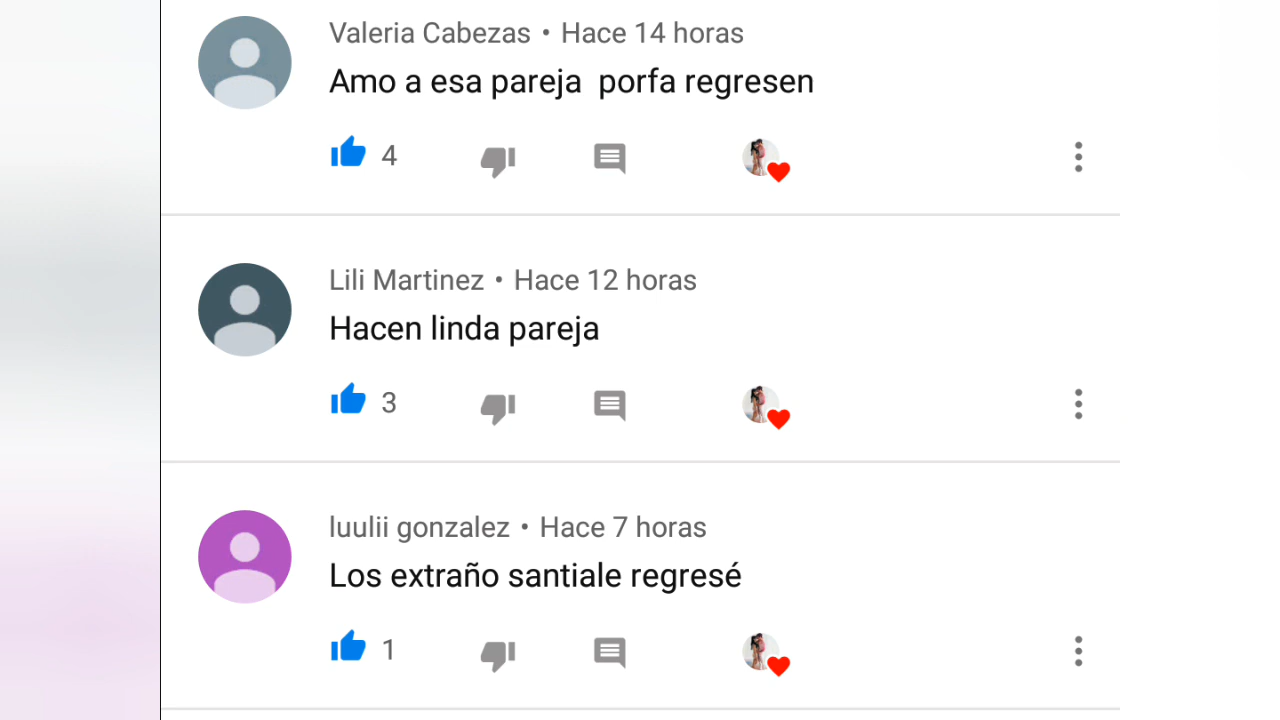 Valeria Cabezas • Hace 14 horas
Amo a esa pareja  porfa regresen
4
Lili Martinez • Hace 12 horas
Hacen linda pareja
3
luulii gonzalez • Hace 7 horas
Los extraño santiale regresé
1